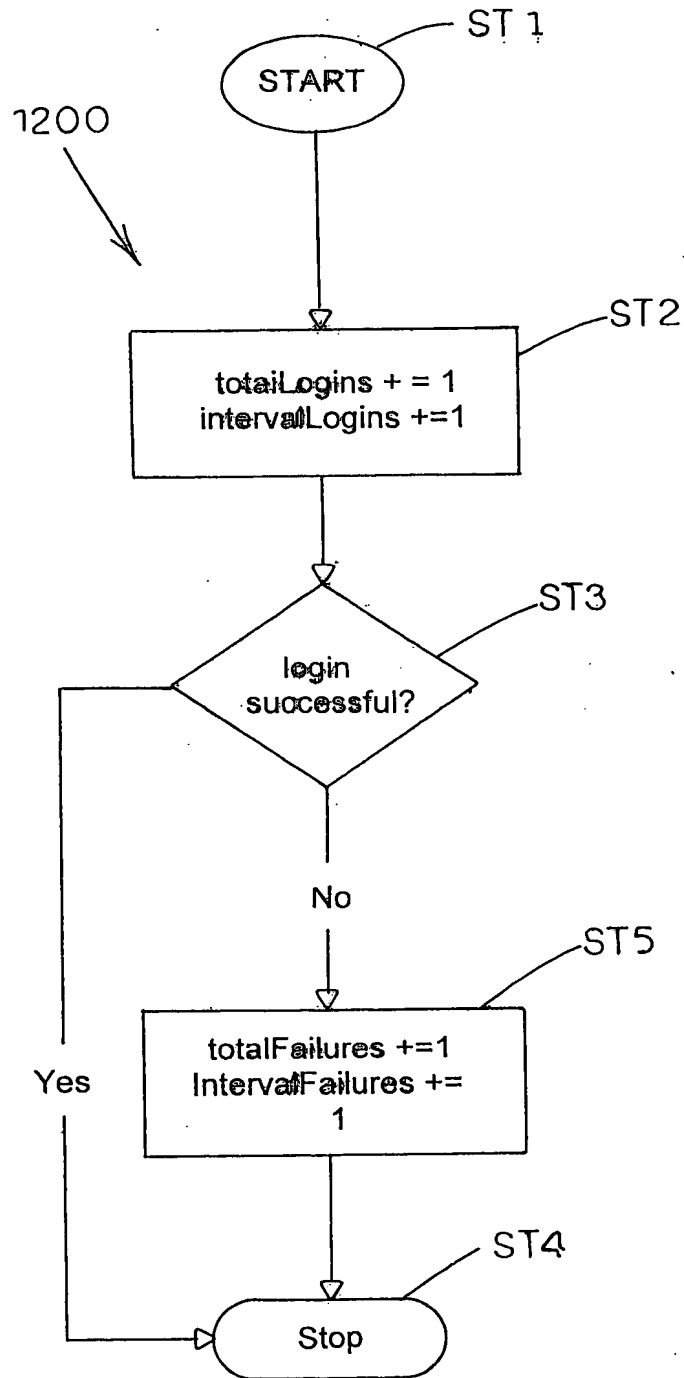 ST 1
START
1200
ST2
totalLogins + = 1
intervalLogins +=1
ST3
login
successful?
No
ST5
totalFailures +=1
IntervalFailures +=
1
Yes
ST4
Stop